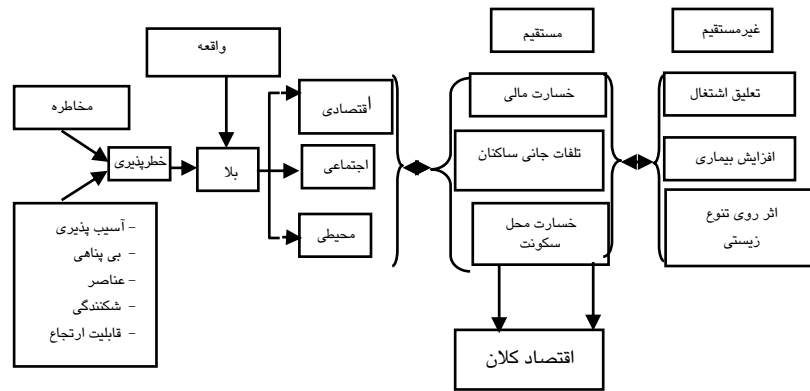 واقعه
مستقیم
غیرمستقیم
مخاطره
أقتصادی
خسارت مالی
تعلیق اشتغال
خطرپذیری
بلا
اجتماعی
تلفات جانی ساکنان
افزایش بیماری
- آسیب پذیری
- بی پناهی
- عناصر
- شکنندگی
- قابلیت ارتجاع
محیطی
خسارت محل
سکونت
اثر روی تنوع
زیستی
اقتصاد کلان